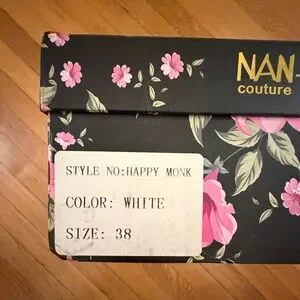 NAN-
couture
STYLE NO:HAPPY MONK
COLOR: WHITE
SIZE: 38